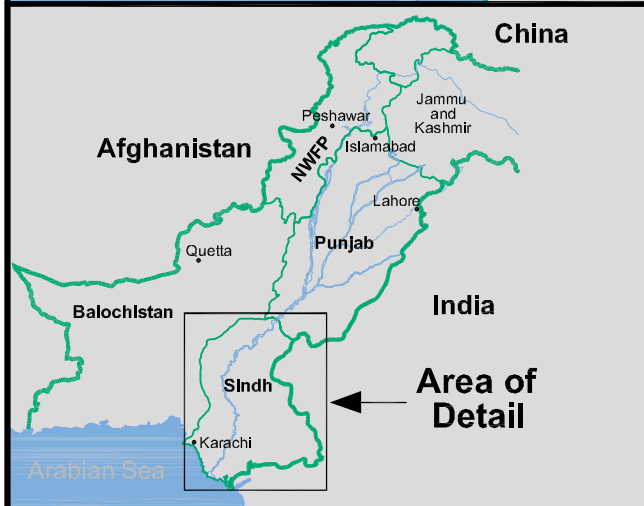 China
Jammu
and
Kashmir
Peshawar
Islamabad
Afghanistan
NWFP
Lahore
Punjab
Quetta
India
BalochIstan
SIndh
Area of
Detail
Karachi
Arabian Sea